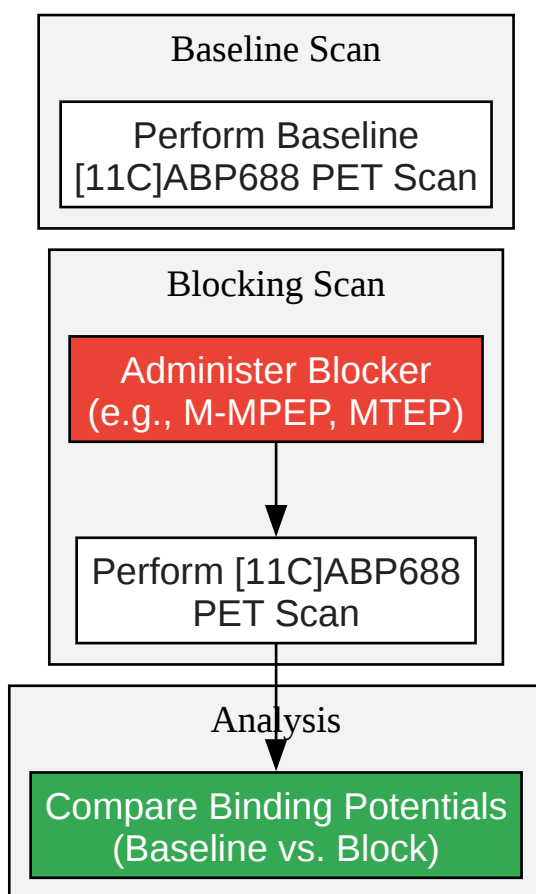 Baseline Scan
Perform Baseline
[11C]ABP688 PET Scan
Blocking Scan
Administer Blocker
(e.g., M-MPEP, MTEP)
Perform [11C]ABP688
PET Scan
Analysis
Compare Binding Potentials
(Baseline vs. Block)